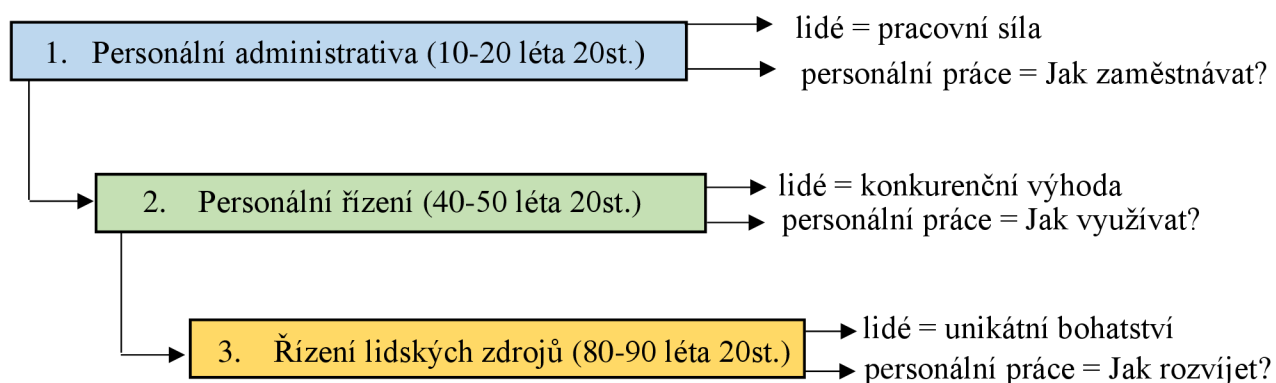 1. Personální administrativa (10-20 léta 20st.)
lidé = pracovní síla
personální práce = Jak zaměstnávat?
2. Personální řízení (40-50 léta 20st.)
lidé = konkurenční výhoda
personální práce = Jak využívat?
3. Řízení lidských zdrojů (80-90 léta 20st.)
lidé = unikátní bohatství
personální práce = Jak rozvíjet?